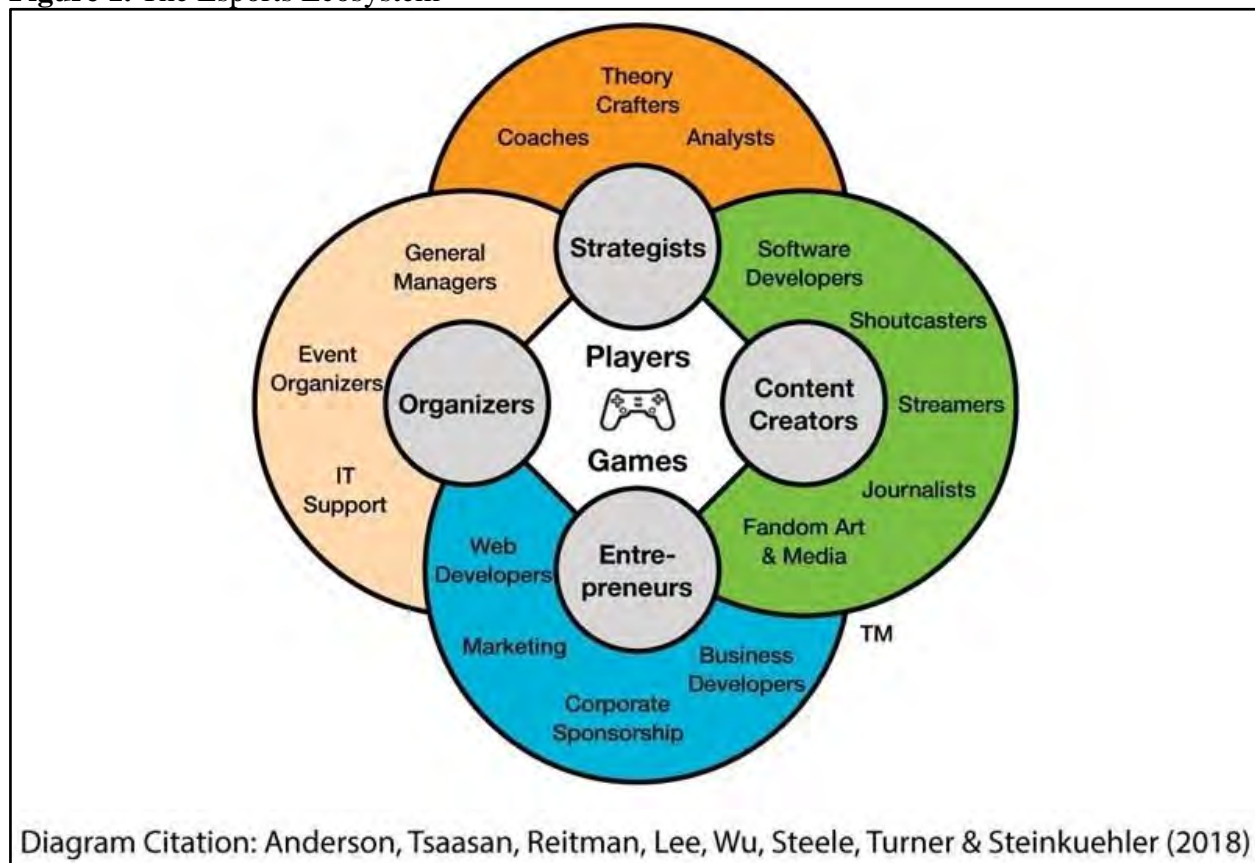 Theory
Crafters
Coaches
Analysts
Strategists
General
Managers
Event
Organizers
IT
Support
Organizers
Players
Games
Software
Developers
Shoutcasters
Streamers
Journalists
Fandom Art
& Media
Content
Creators
Entre-
preneurs
Web
Developers
Marketing
Corporate
Sponsorship
Business
Developers
TM
Diagram Citation: Anderson, Tsaasan, Reitman, Lee, Wu, Steele, Turner & Steinkuehler (2018)